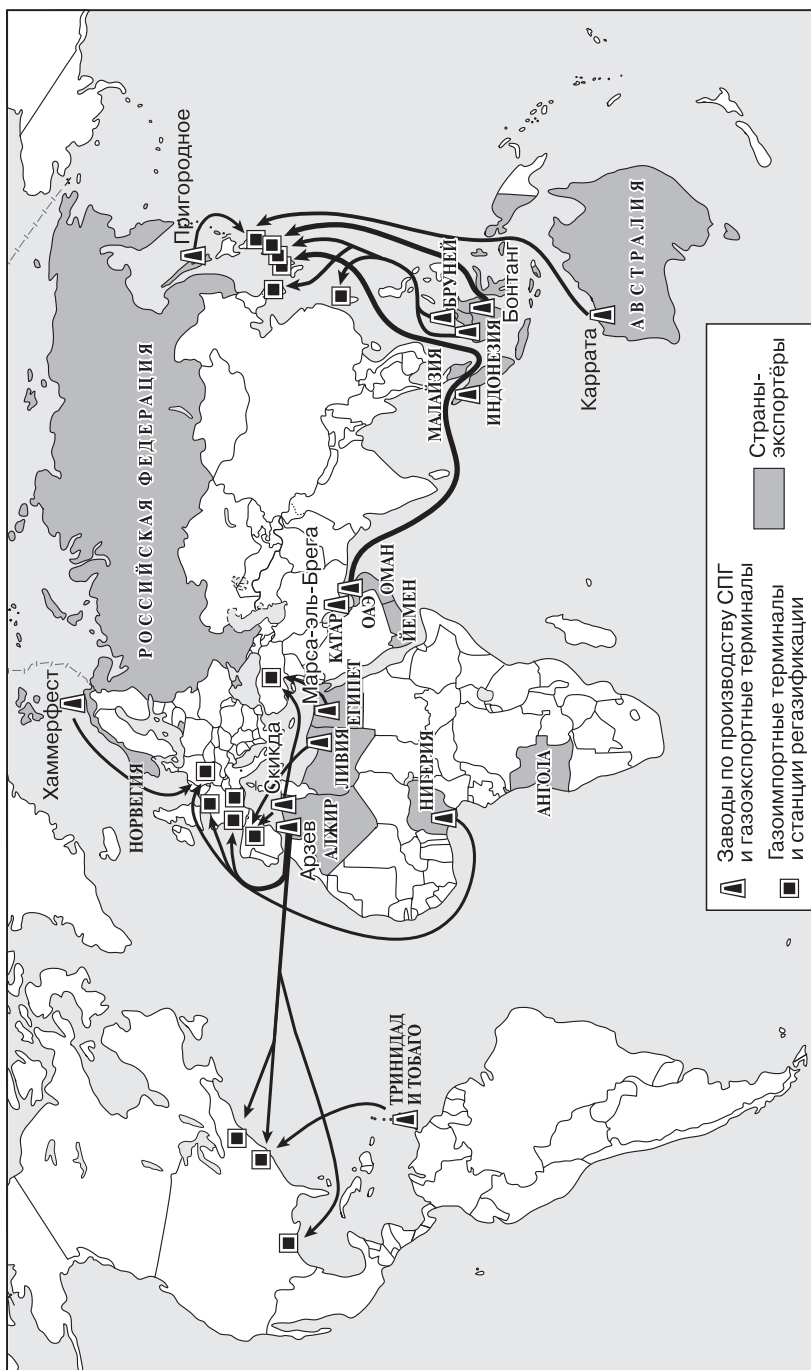 Хаммерфест
НОРВЕГИЯ
РОССИЙСКАЯ ФЕДЕРАЦИЯ
Пригородное
Скикда
Арзев
АЛЖИР
ЛИВИЯ
Марса-эль-Брега
ЕГИПЕТ
КАТАР
ОАЭ
ОМАН
ЙЕМЕН
НИГЕРИЯ
АНГОЛА
ТРИНИДАД
И ТОБАГО
МАЛАЙЗИЯ
БРУНЕЙ
ИНДОНЕЗИЯ
Бонтанг
Каррата
АВСТРАЛИЯ
Заводы по производству СПГ
и газоэкспортные терминалы
Газоимпортные терминалы
и станции регазификации
Страны-
экспортёры